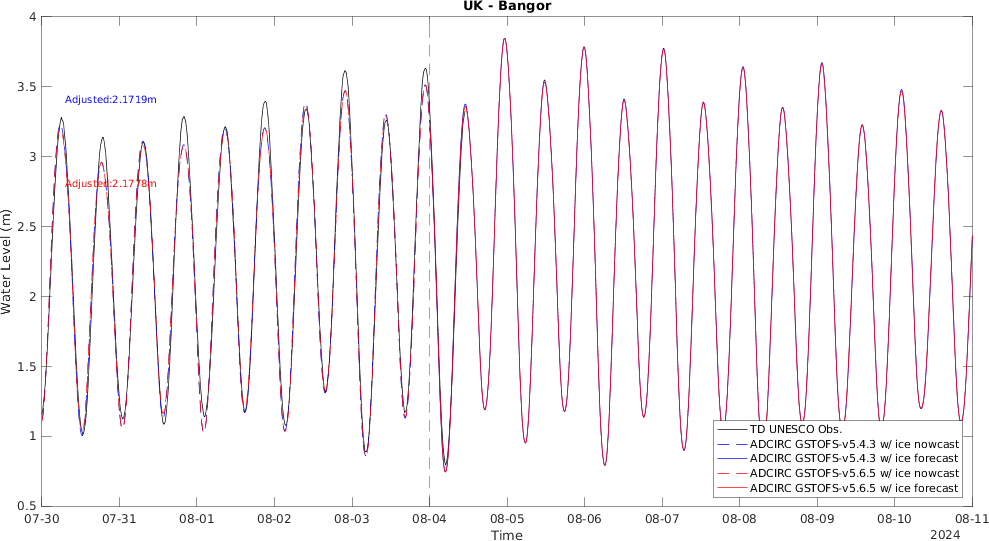 UK - Bangor
4
3.5
3
2.5
2
1.5
1
0.5
Water Level (m)
Adjusted:2.1719m
Adjusted:2.1778m
TD UNESCO Obs.
ADCIRC GSTOFS-v5.4.3 w/ ice nowcast
ADCIRC GSTOFS-v5.4.3 w/ ice forecast
ADCIRC GSTOFS-v5.6.5 w/ ice nowcast
ADCIRC GSTOFS-v5.6.5 w/ ice forecast
07-30 07-31 08-01 08-02 08-03 08-04 08-05 08-06 08-07 08-08 08-09 08-10 08-11
Time
2024